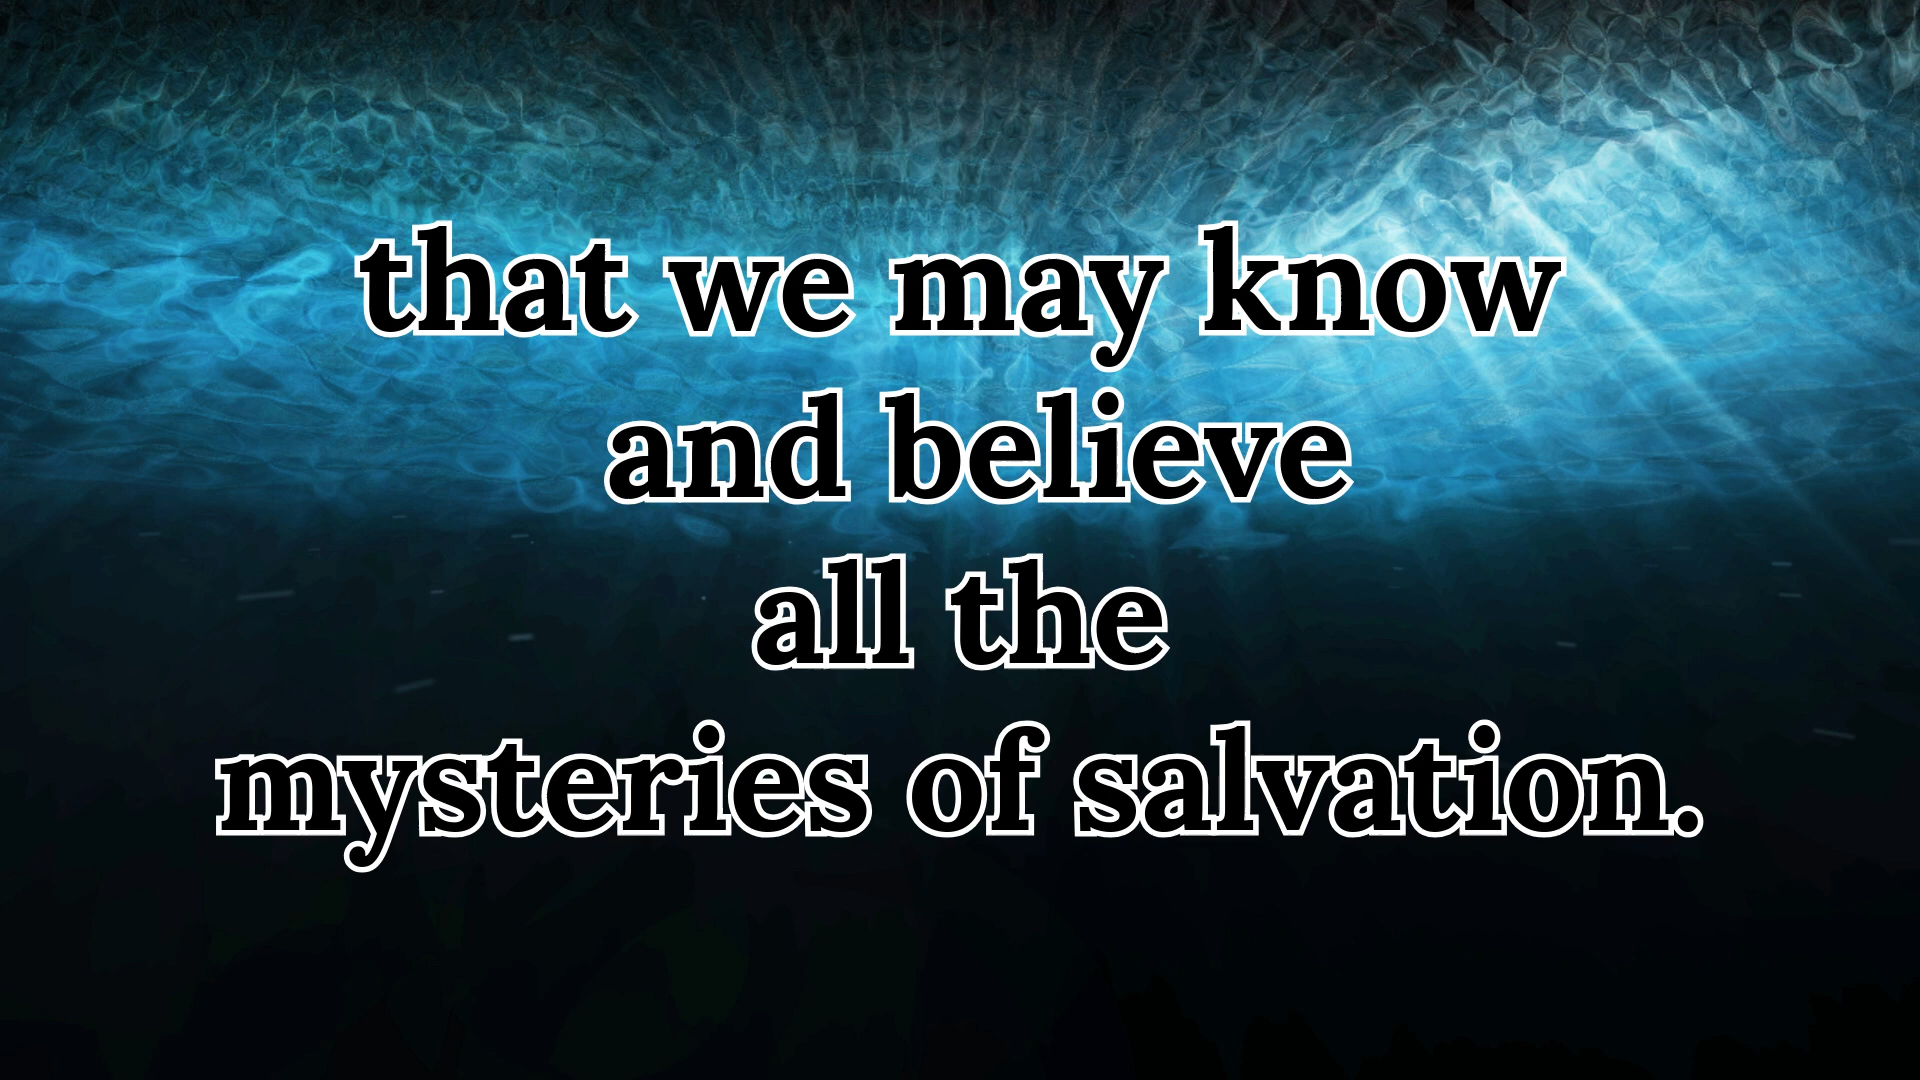 that we may know
and believe
all the
mysteries of salvation.